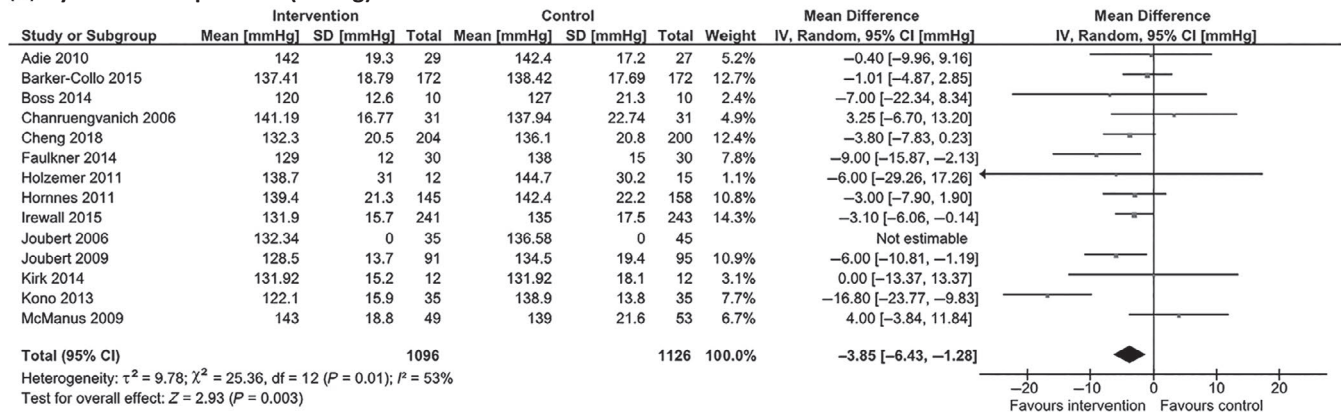 Intervention Control Mean Difference Mean Difference
Study or Subgroup Mean [mmHg] SD [mmHg] Total Mean [mmHg] SD [mmHg] Total Weight IV, Random, 95% CI [mmHg] IV, Random, 95% CI [mmHg]
Adie 2010 142 19.3 29 142.4 17.2 27 5.2% −0.40 [−9.96, 9.16]
Barker-Collo 2015 137.41 18.79 172 138.42 17.69 172 12.7% −1.01 [−4.87, 2.85]
Boss 2014 120 12.6 10 127 21.3 10 2.4% −7.00 [−22.34, 8.34]
Chanruengvanich 2006 141.19 16.77 31 137.94 22.74 31 4.9% 3.25 [−6.70, 13.20]
Cheng 2018 132.3 20.5 204 136.1 20.8 200 12.4% −3.80 [−7.83, 0.23]
Faulkner 2014 129 12 30 138 15 30 7.8% −9.00 [−15.87, −2.13]
Holzemer 2011 138.7 31 12 144.7 30.2 15 1.1% −6.00 [−29.26, 17.26]
Hornnes 2011 139.4 21.3 145 142.4 22.2 158 10.8% −3.00 [−7.90, 1.90]
Irewall 2015 131.9 15.7 241 135 17.5 243 14.3% −3.10 [−6.06, −0.14]
Joubert 2006 132.34 0 35 136.58 0 45 Not estimable
Joubert 2009 128.5 13.7 91 134.5 19.4 95 10.9% −6.00 [−10.81, −1.19]
Kirk 2014 131.92 15.2 12 131.92 18.1 12 3.1% 0.00 [−13.37, 13.37]
Kono 2013 122.1 15.9 35 138.9 13.8 35 7.7% −16.80 [−23.77, −9.83]
McManus 2009 143 18.8 49 139 21.6 53 6.7% 4.00 [−3.84, 11.84]
Total (95% CI) 1096 1126 100.0% −3.85 [−6.43, −1.28]
Heterogeneity: τ² = 9.78; χ² = 25.36, df = 12 (P = 0.01); I² = 53%
Test for overall effect: Z = 2.93 (P = 0.003)
−20 −10 0 10 20
Favours intervention Favours control